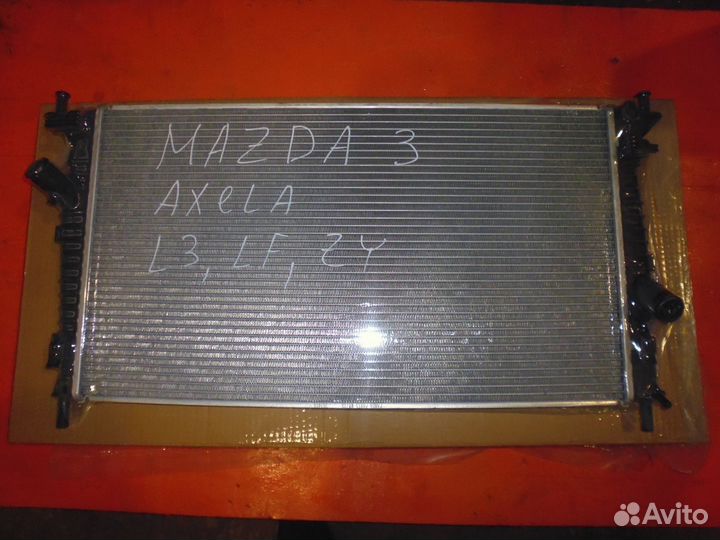 MAZDA 3
AXeLA
L3, LF, ZY
Avito